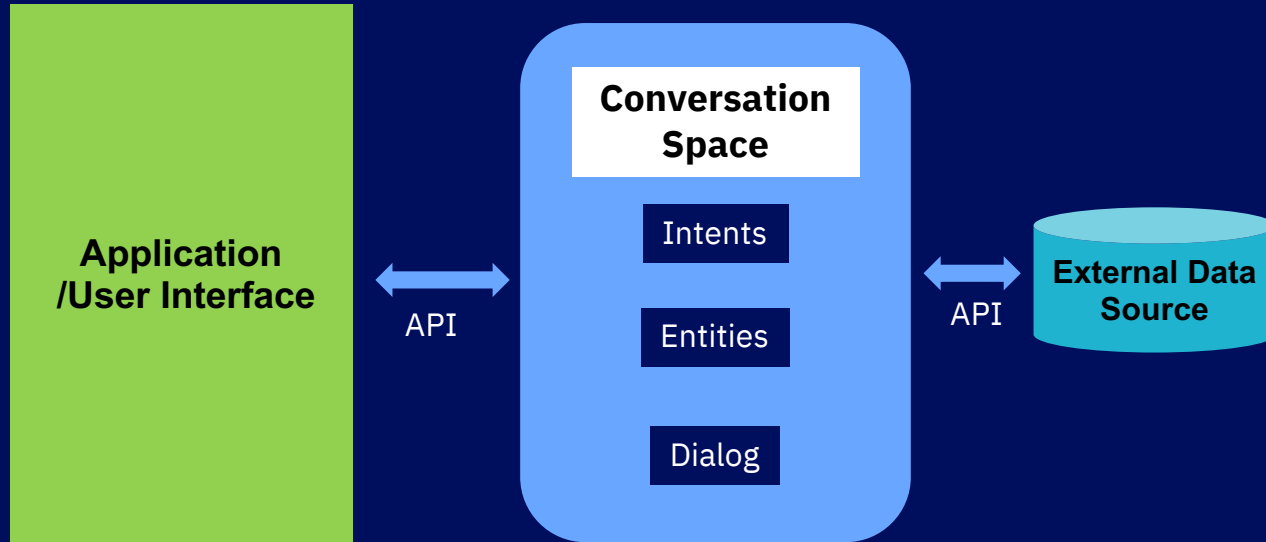 Application
/User Interface
API
Conversation
Space
Intents
Entities
Dialog
API
External Data
Source